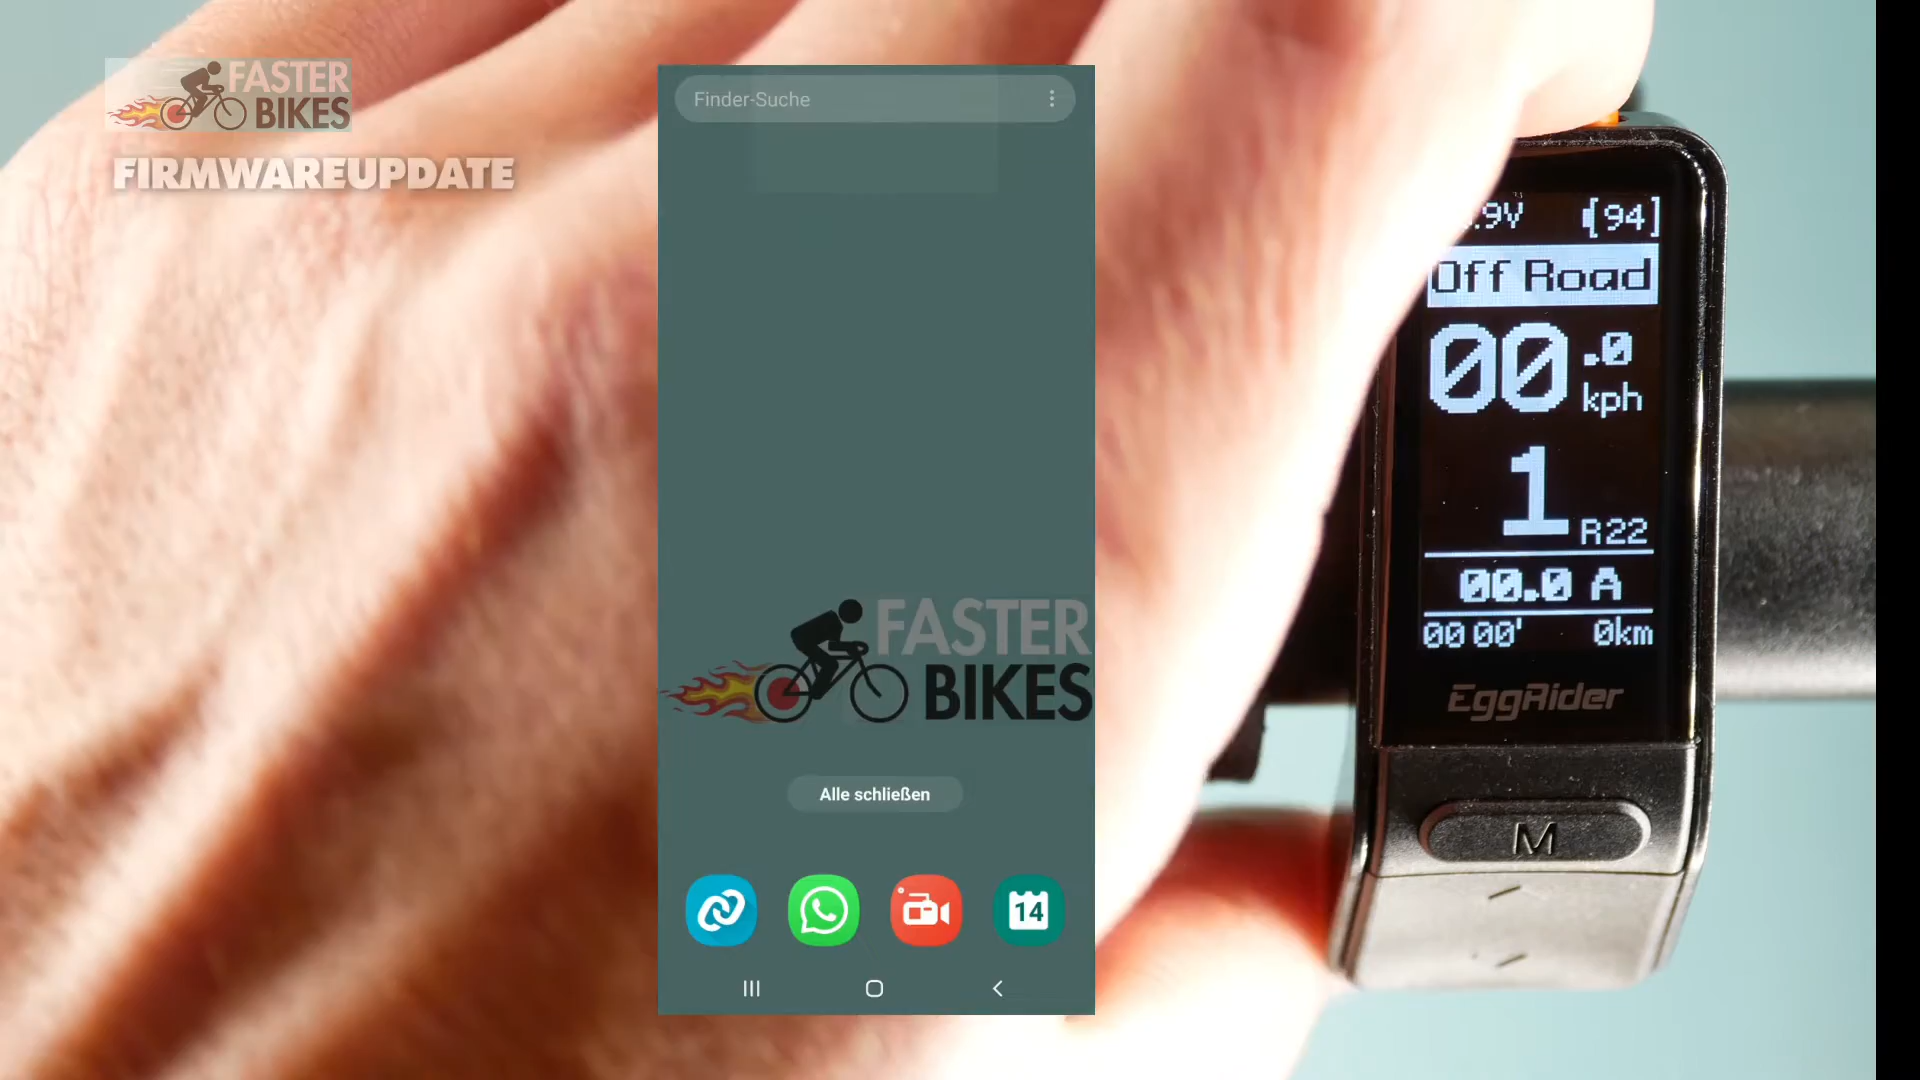 FASTER
BIKES
FIRMWAREUPDATE
Finder-Suche
FASTER
BIKES
Alle schließen
14
.9V
94
Off Road
00.0
kph
1
R22
00.0 A
00 00' 0km
EggRider
M